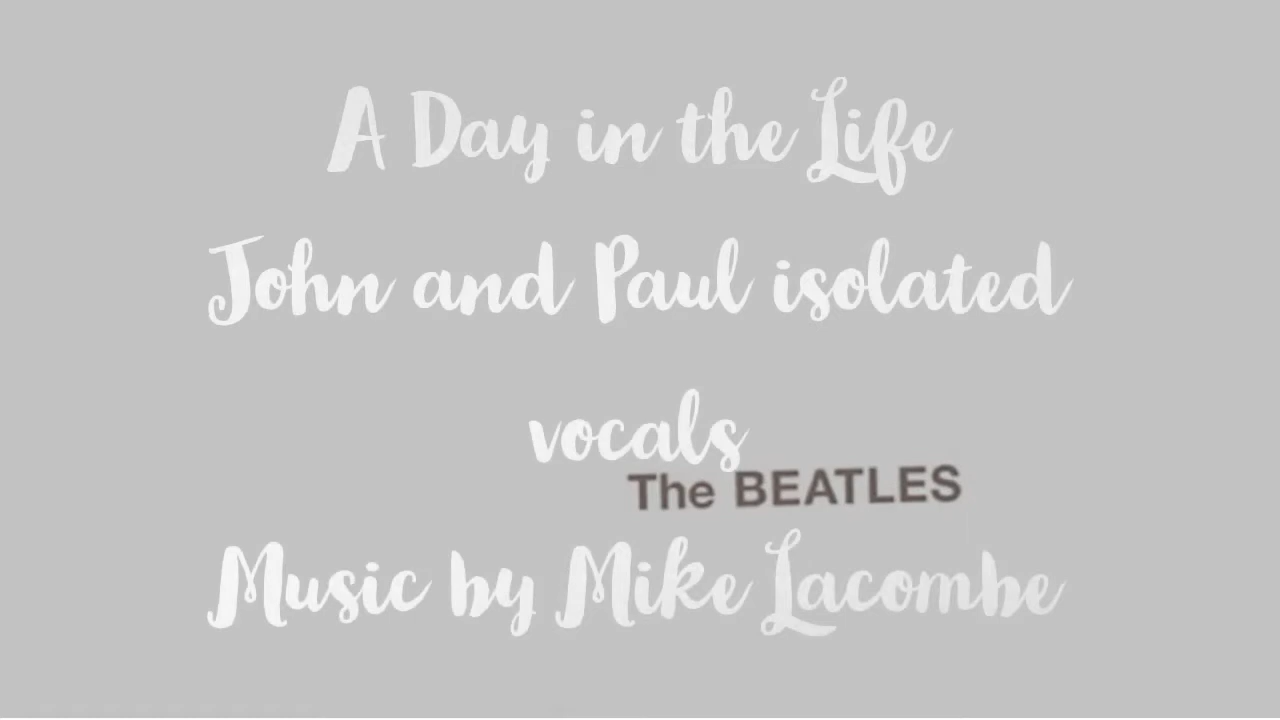 A Day in the Life
John and Paul isolated
vocals
The BEATLES
Music by Mike Lacombe